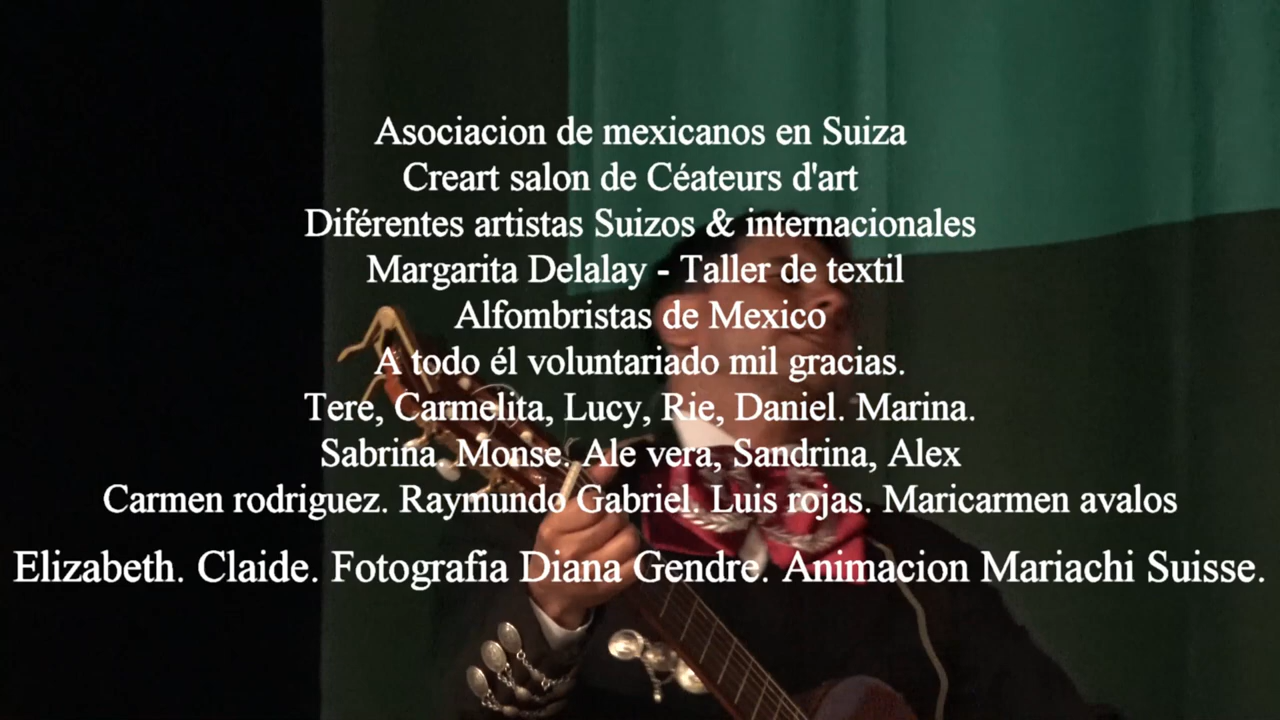 Asociacion de mexicanos en Suiza
Creart salon de Céateurs d'art
Diférentes artistas Suizos & internacionales
Margarita Delalay - Taller de textil
Alfombristas de Mexico
A todo él voluntariado mil gracias.
Tere, Carmelita, Lucy, Rie, Daniel. Marina.
Sabrina. Monse. Ale vera, Sandrina, Alex
Carmen rodriguez. Raymundo Gabriel. Luis rojas. Maricarmen avalos
Elizabeth. Claide. Fotografia Diana Gendre. Animacion Mariachi Suisse.